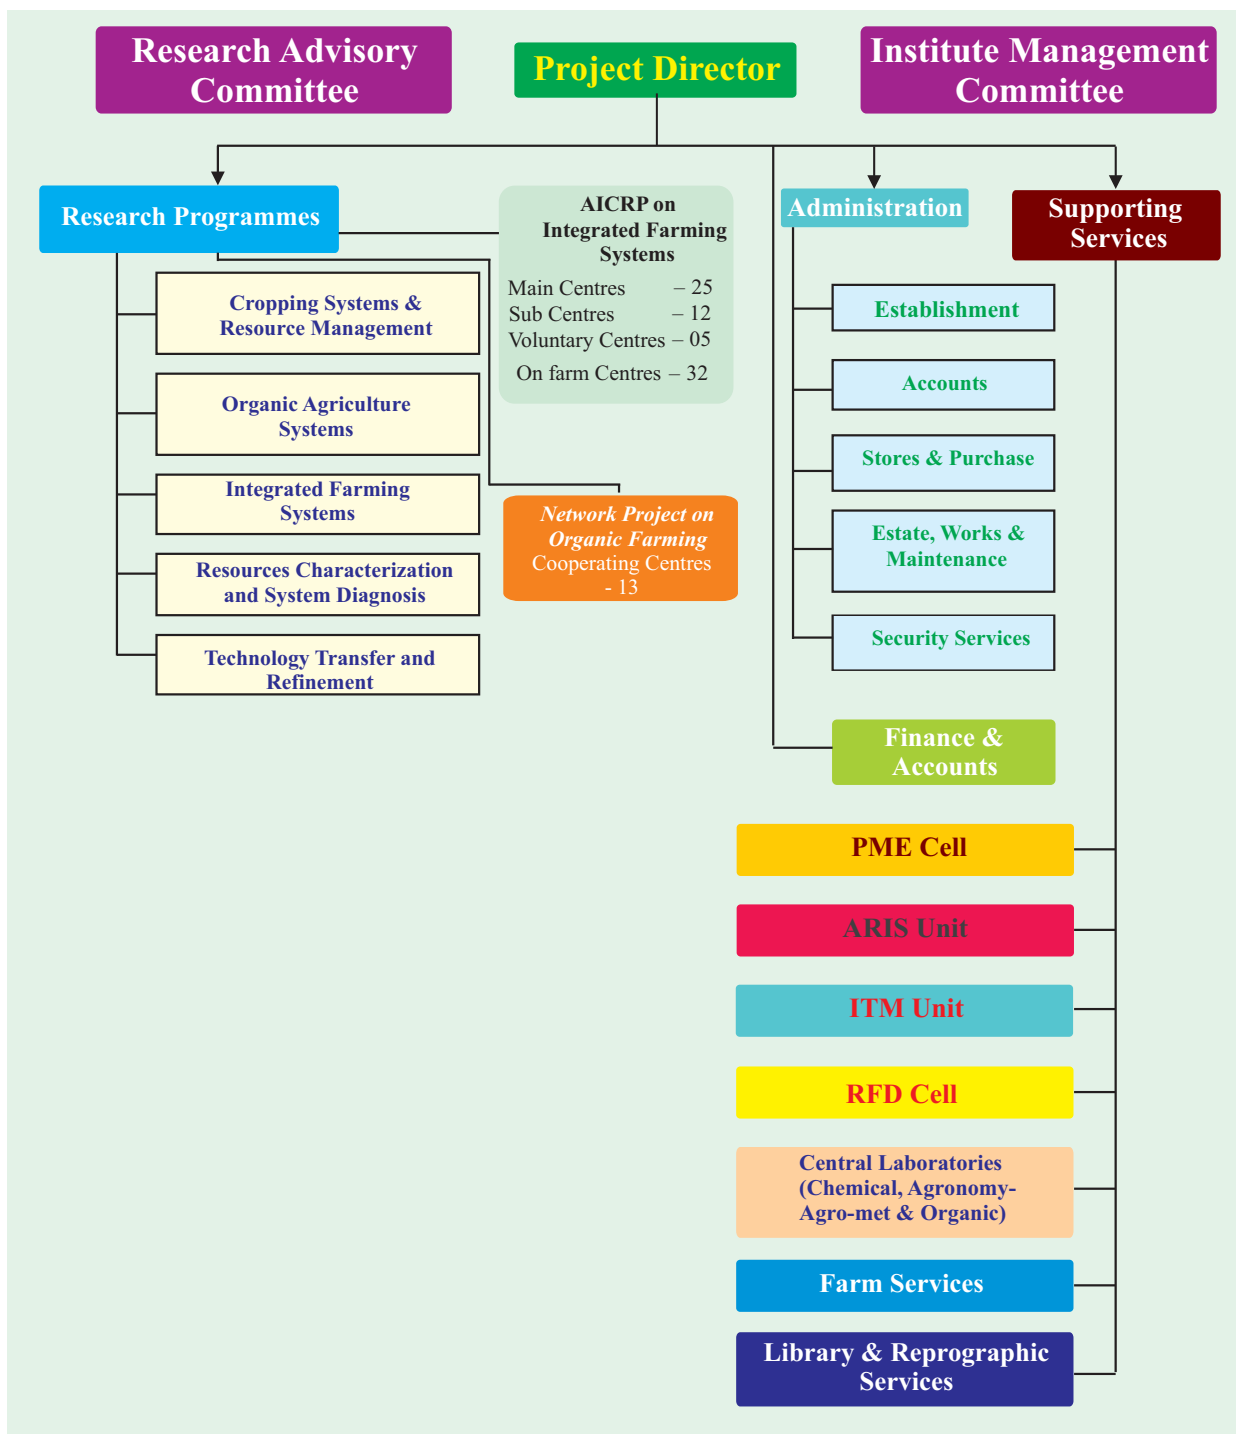 Research Advisory
Committee
Project Director
Institute Management
Committee
Research Programmes
Cropping Systems &
Resource Management
Organic Agriculture
Systems
Integrated Farming
Systems
Resources Characterization
and System Diagnosis
Technology Transfer and
Refinement
AICRP on
Integrated Farming
Systems
Main Centres – 25
Sub Centres – 12
Voluntary Centres – 05
On farm Centres – 32
Network Project on
Organic Farming
Cooperating Centres
- 13
Administration
Establishment
Accounts
Stores & Purchase
Estate, Works &
Maintenance
Security Services
Finance &
Accounts
Supporting
Services
PME Cell
ARIS Unit
ITM Unit
RFD Cell
Central Laboratories
(Chemical, Agronomy-
Agro-met & Organic)
Farm Services
Library & Reprographic
Services